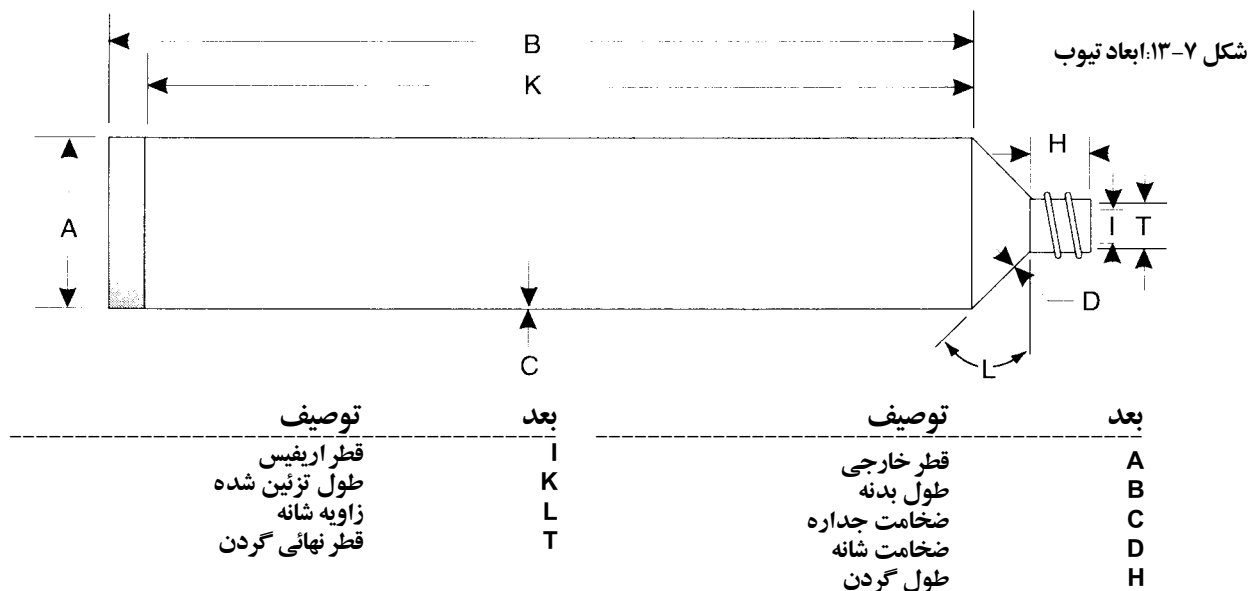 شکل ۷-۱۳:ابعاد تیوب
B
K
H
A
I
T
D
C
L
بعد توصیف
A قطر خارجی
B طول بدنه
C ضخامت جداره
D ضخامت شانه
H طول گردن
بعد توصیف
I قطر اریفیس
K طول تزئین شده
L زاویه شانه
T قطر نهائی گردن